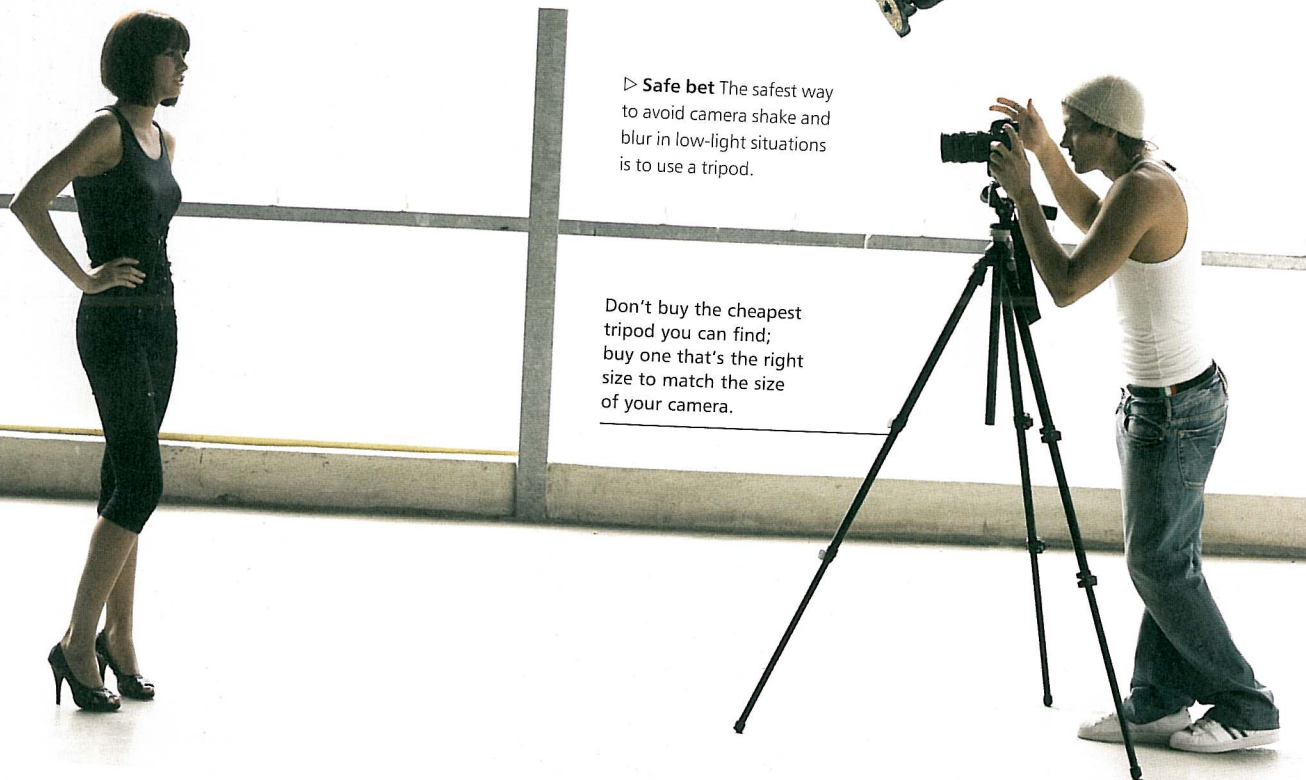 ▷ Safe bet The safest way
to avoid camera shake and
blur in low-light situations
is to use a tripod.
Don't buy the cheapest
tripod you can find;
buy one that's the right
size to match the size
of your camera.